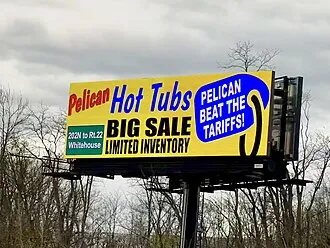 Pelican Hot Tubs
BIG SALE
LIMITED INVENTORY
202N to Rt.22
Whitehouse
PELICAN
BEAT THE
TARIFFS!